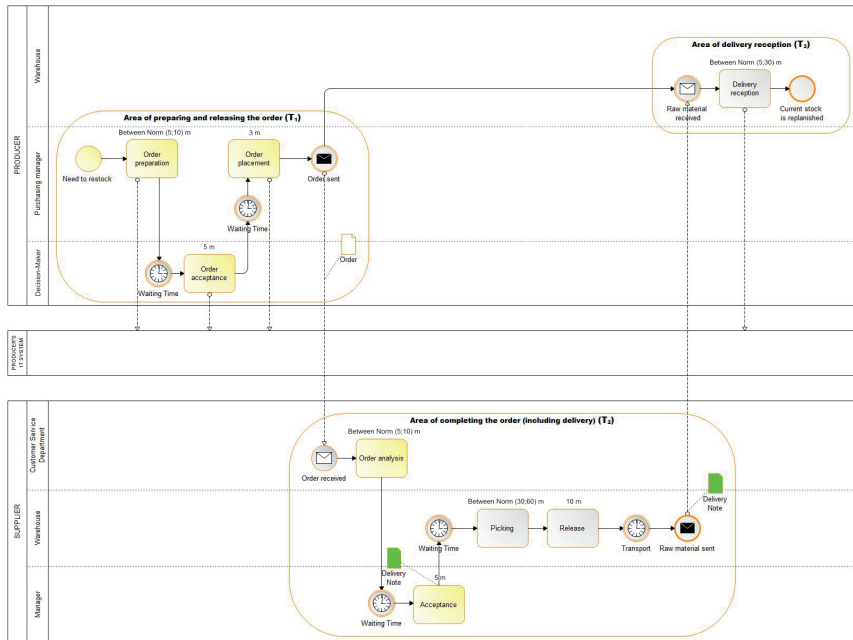 PRODUCER
Warehouse
Area of delivery reception (T₃)
Between Norm (5;30) m
Delivery
reception
Raw material
received
Current stock
is replanished
Purchasing manager
Area of preparing and releasing the order (T₁)
Between Norm (5;10) m
3 m
Order
preparation
Order
placement
Need to restock
Order sent
Waiting Time
Decision-Maker
5 m
Order
acceptance
Waiting Time
Order
PRODUCER'S
IT SYSTEM
SUPPLIER
Customer Service
Department
Area of completing the order (including delivery) (T₂)
Between Norm (5;10) m
Order analysis
Order received
Warehouse
Delivery
Note
Between Norm (30;60) m
10 m
Picking
Release
Waiting Time
Transport
Raw material sent
Delivery
Note
Manager
5 m
Acceptance
Waiting Time